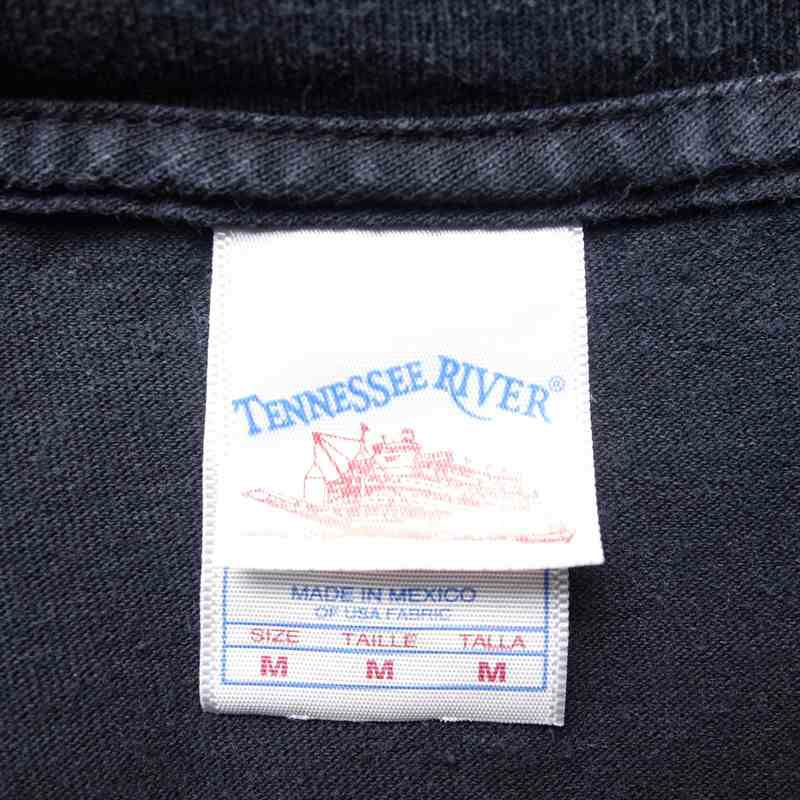 TENNESSEE RIVER®
MADE IN MEXICO
OF USA FABRIC
SIZE TAILLE TALLA
M M M